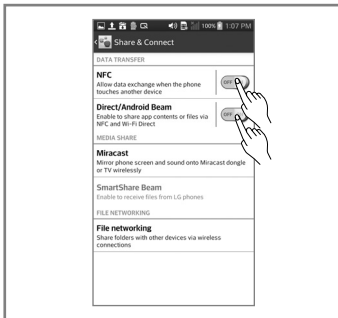 100% 1:07 PM
Share & Connect
DATA TRANSFER
NFC
Allow data exchange when the phone
touches another device
OFF
Direct/Android Beam
Enable to share app contents or files via
NFC and Wi-Fi Direct
OFF
MEDIA SHARE
Miracast
Mirror phone screen and sound onto Miracast dongle
or TV wirelessly
SmartShare Beam
Enable to receive files from LG phones
FILE NETWORKING
File networking
Share folders with other devices via wireless
connections